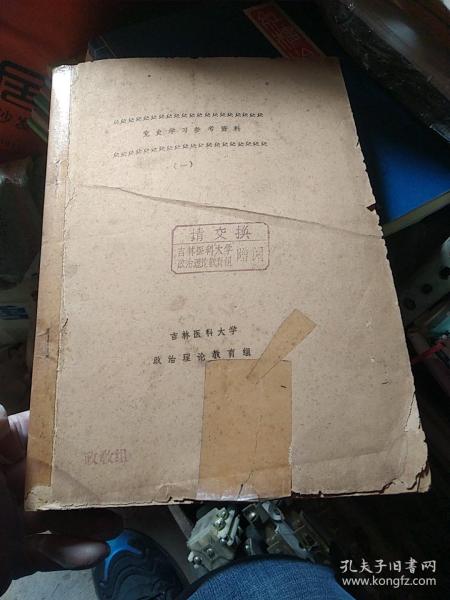 党史学习参考资料
(一)
请交换
吉林医科大学
政治理论教育组
赠阅
吉林医科大学
政治理论教育组
政教组
孔夫子旧书网
www.kongfz.com